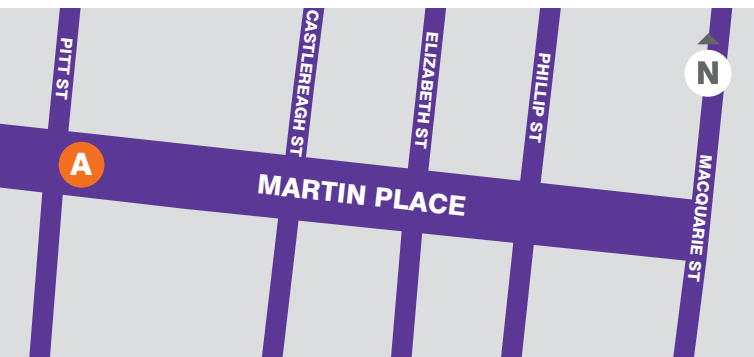 PITT ST
CASTLEREAGH ST
ELIZABETH ST
PHILLIP ST
N
MACQUARIE ST
A
MARTIN PLACE